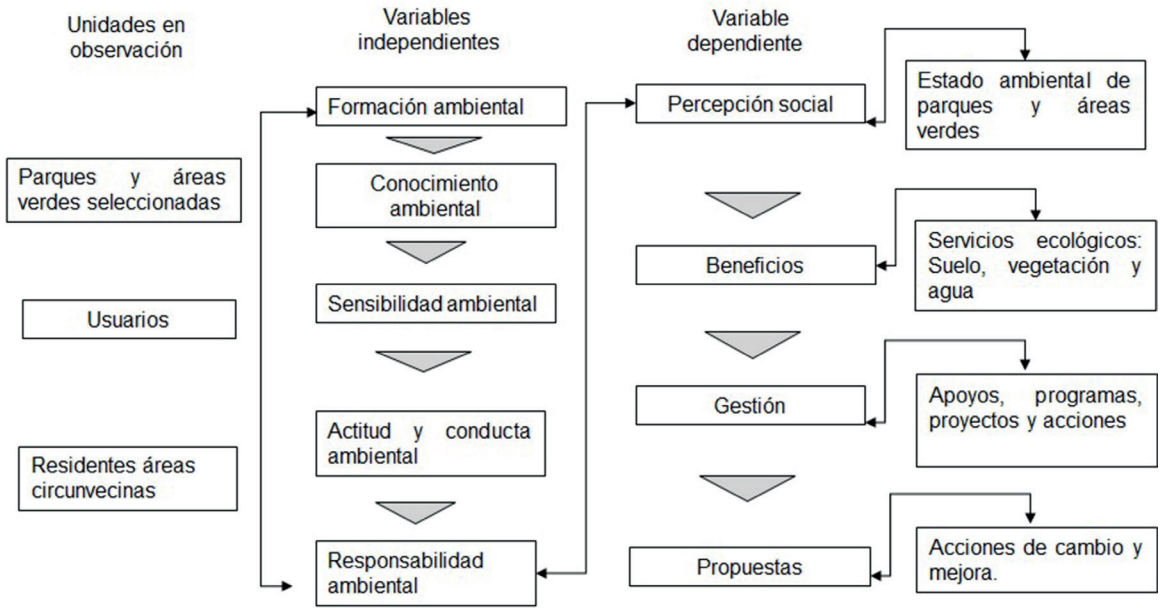 Unidades en
observación
Variables
independientes
Variable
dependiente
Parques y áreas
verdes seleccionadas
Usuarios
Residentes áreas
circunvecinas
Formación ambiental
Conocimiento
ambiental
Sensibilidad ambiental
Actitud y conducta
ambiental
Responsabilidad
ambiental
Percepción social
Beneficios
Gestión
Propuestas
Estado ambiental de
parques y áreas
verdes
Servicios ecológicos:
Suelo, vegetación y
agua
Apoyos, programas,
proyectos y acciones
Acciones de cambio y
mejora.